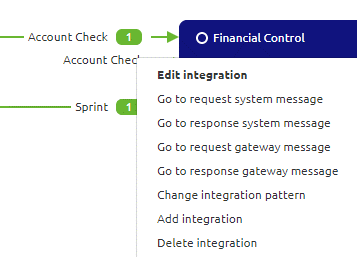 Account Check 1 Financial Control
Account Chec
Sprint 1
Edit integration
Go to request system message
Go to response system message
Go to request gateway message
Go to response gateway message
Change integration pattern
Add integration
Delete integration